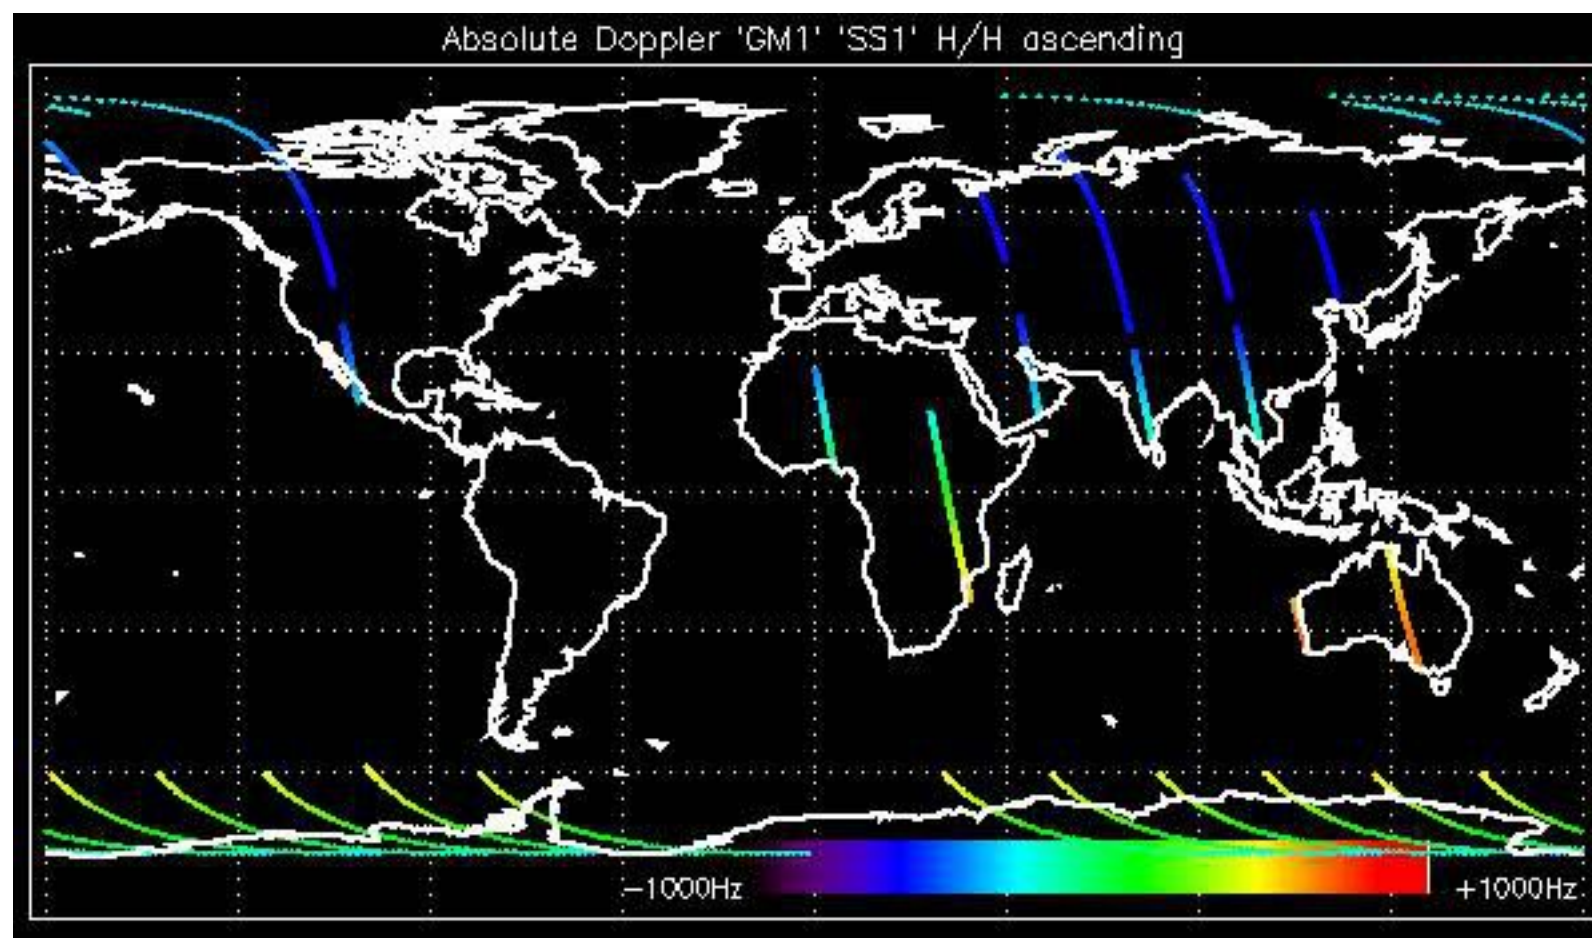 Absolute Doppler 'GM1' 'SS1' H/H ascending
-1000Hz
+1000Hz